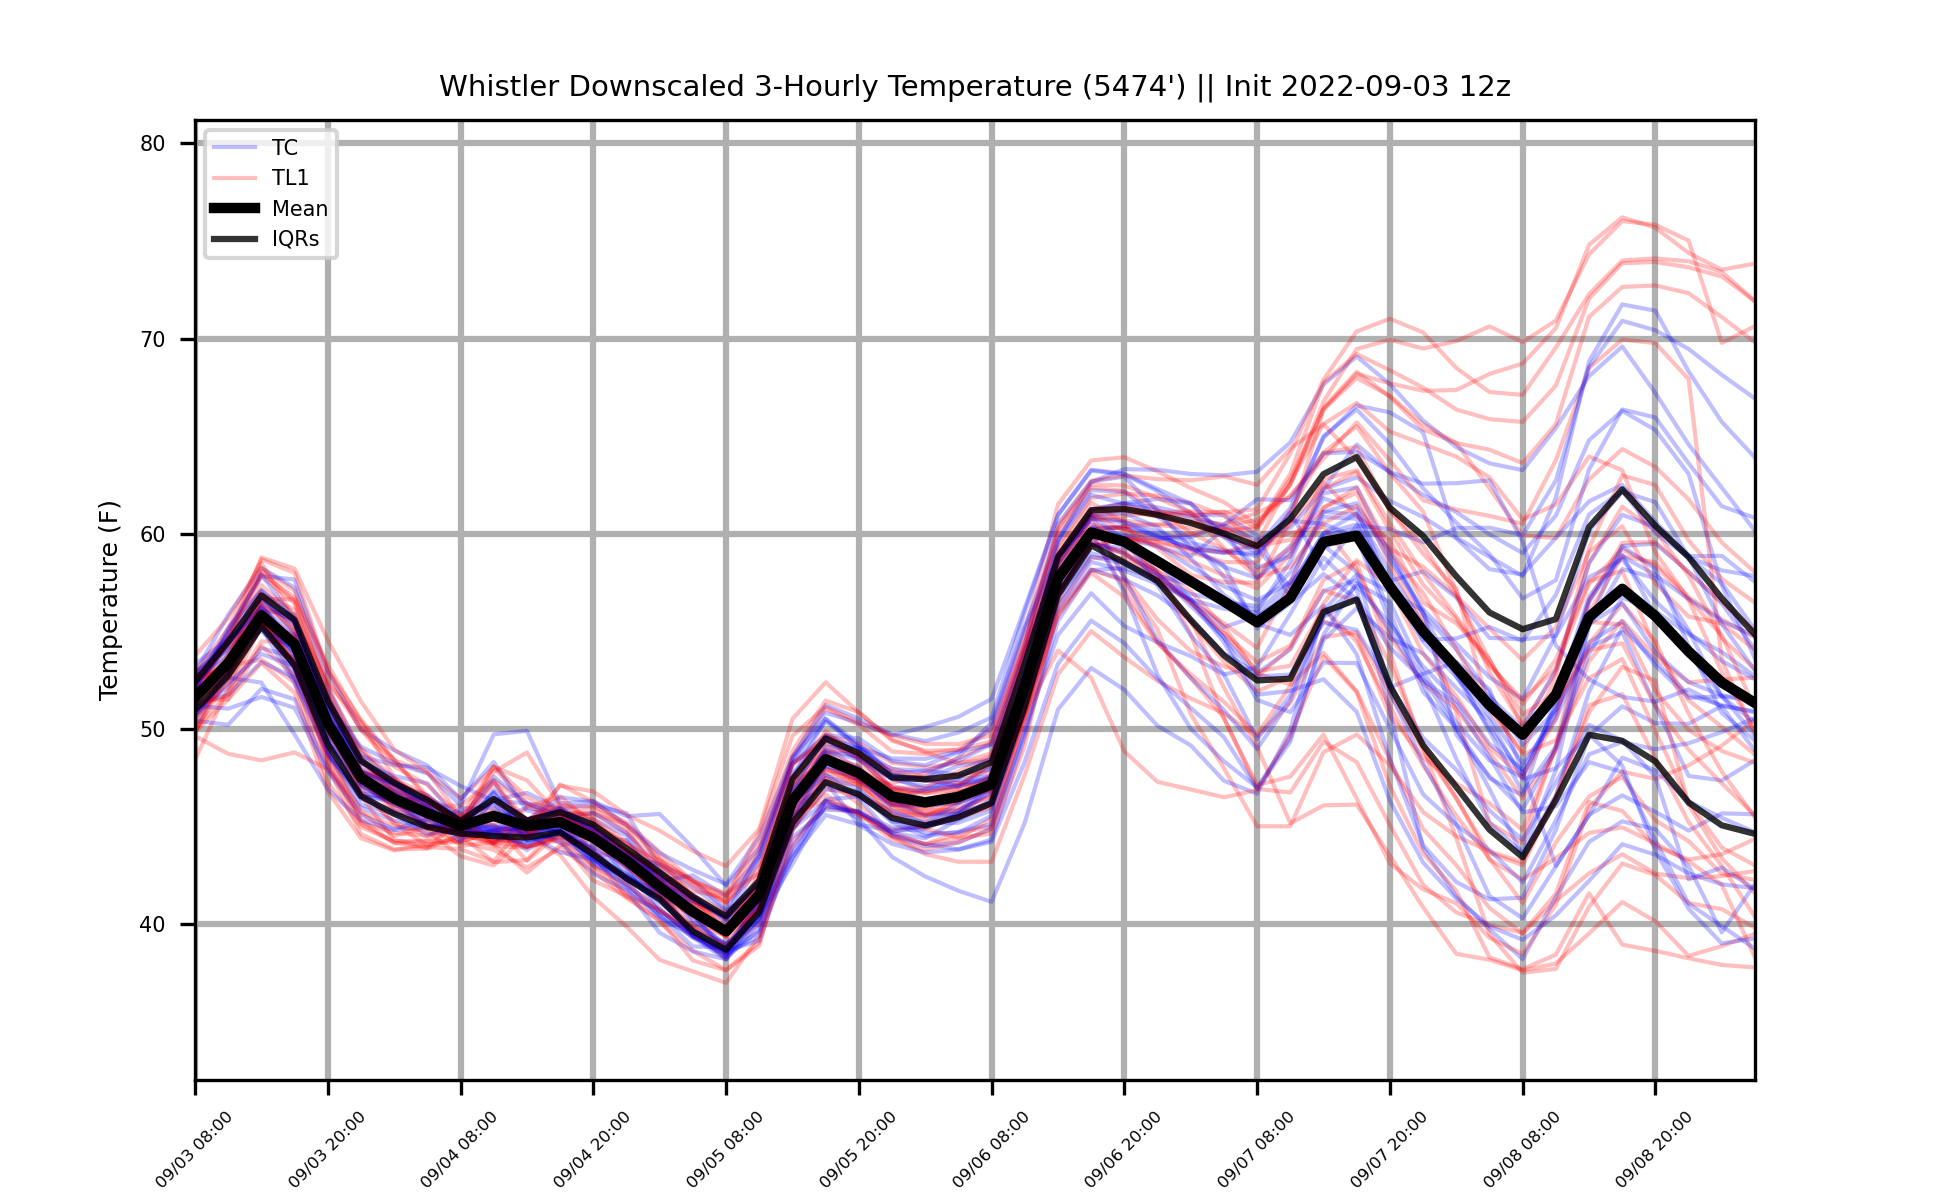 Whistler Downscaled 3-Hourly Temperature (5474') || Init 2022-09-03 12z
TC
TL1
Mean
IQRs
Temperature (F)
80
70
60
50
40
09/03 08:00
09/03 20:00
09/04 08:00
09/04 20:00
09/05 08:00
09/05 20:00
09/06 08:00
09/06 20:00
09/07 08:00
09/07 20:00
09/08 08:00
09/08 20:00